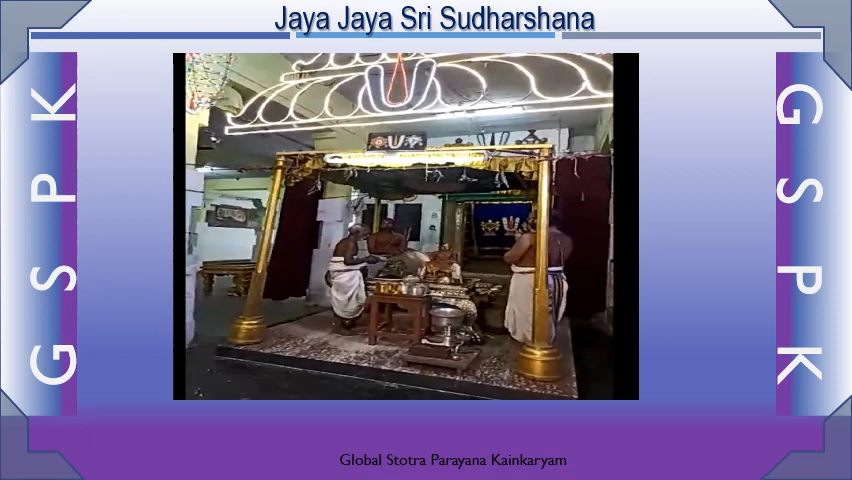 Jaya Jaya Sri Sudharshana
G S P K
G S P K
Global Stotra Parayana Kainkaryam